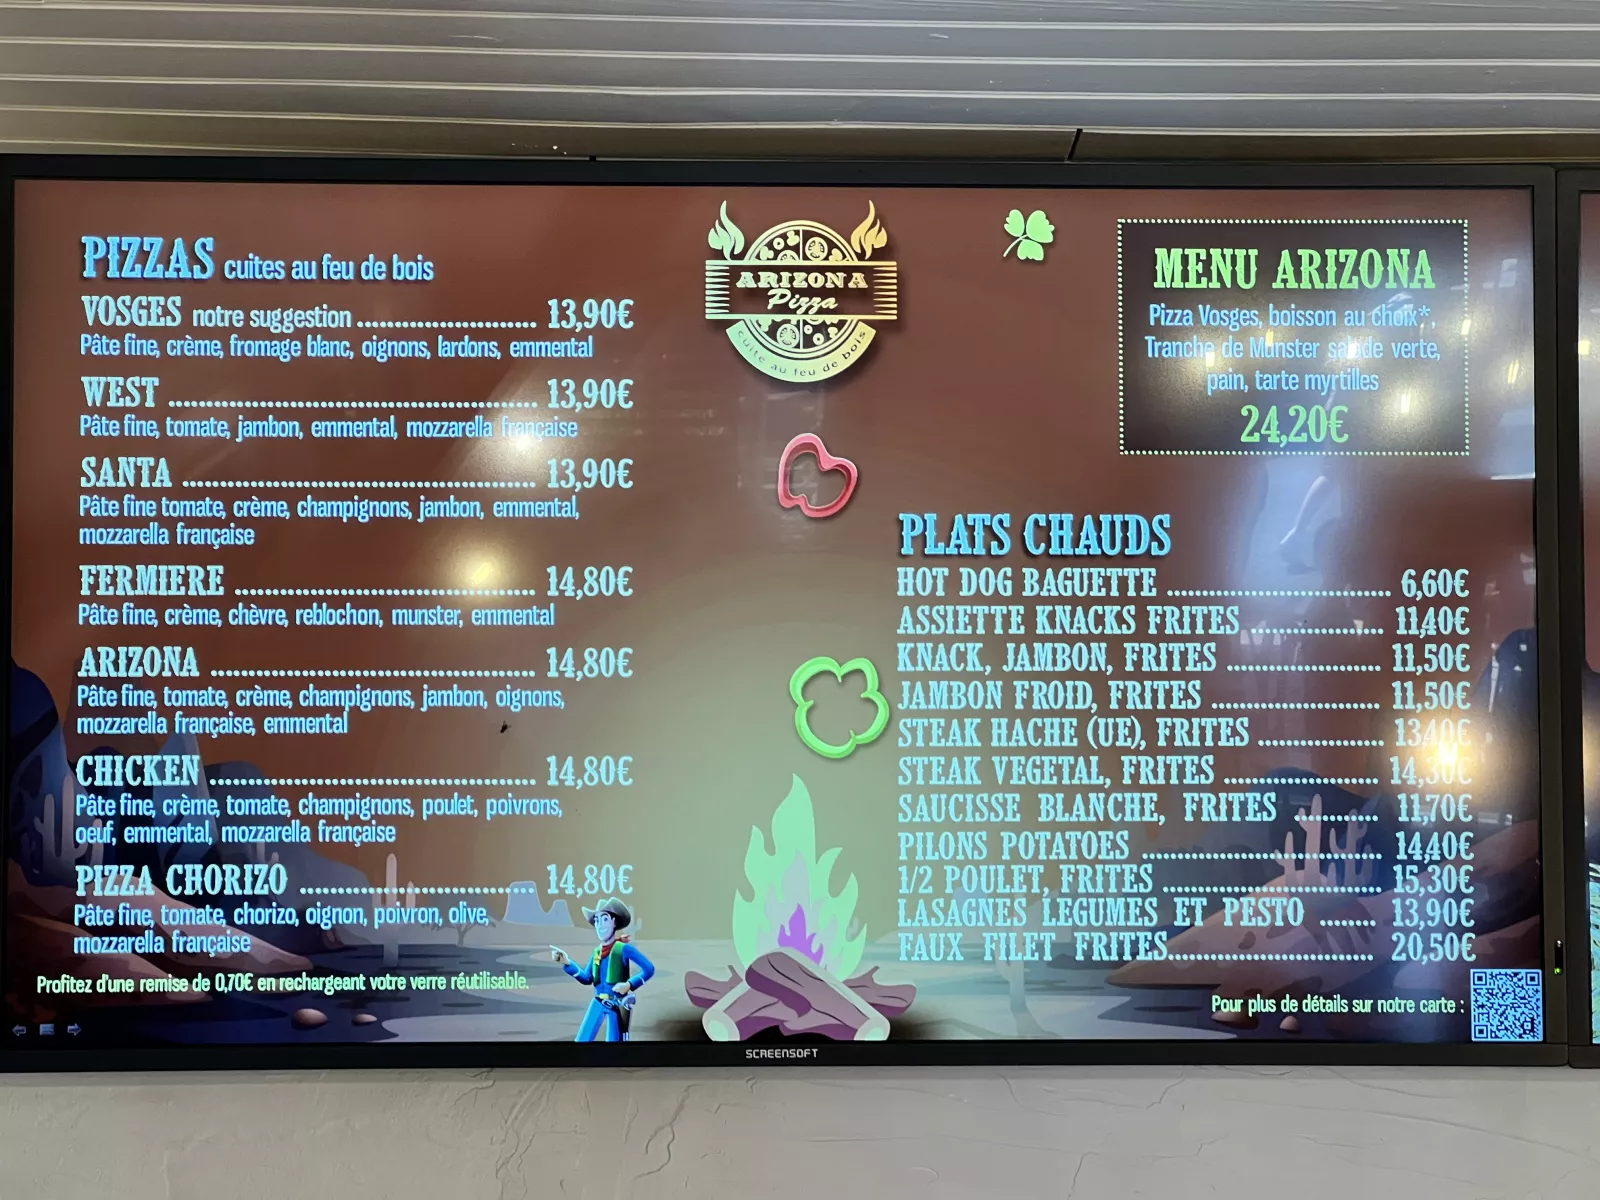 PIZZAS cuites au feu de bois
VOSGES notre suggestion ........................ 13,90€
Pâte fine, crème, fromage blanc, oignons, lardons, emmental
WEST ........................ 13,90€
Pâte fine, tomate, jambon, emmental, mozzarella française
SANTA ........................ 13,90€
Pâte fine tomate, crème, champignons, jambon, emmental,
mozzarella française
FERMIERE ........................ 14,80€
Pâte fine, crème, chèvre, reblochon, munster, emmental
ARIZONA ........................ 14,80€
Pâte fine, tomate, crème, champignons, jambon, oignons,
mozzarella française, emmental
CHICKEN ........................ 14,80€
Pâte fine, crème, tomate, champignons, poulet, poivrons,
oeuf, emmental, mozzarella française
PIZZA CHORIZO ........................ 14,80€
Pâte fine, tomate, chorizo, oignon, poivron, olive,
mozzarella française
Profitez d'une remise de 0,70€ en rechargeant votre verre réutilisable.
ARIZONA
Pizza
cuite au feu de bois
MENU ARIZONA
Pizza Vosges, boisson au choix*,
Tranche de Munster salade verte,
pain, tarte myrtilles
24,20€
PLATS CHAUDS
HOT DOG BAGUETTE ........................ 6,60€
ASSIETTE KNACKS FRITES ................ 11,40€
KNACK, JAMBON, FRITES ................ 11,50€
JAMBON FROID, FRITES ................ 11,50€
STEAK HACHE (UE), FRITES ................ 13,40€
STEAK VEGETAL, FRITES ................ 14,30€
SAUCISSE BLANCHE, FRITES ........... 11,70€
PILONS POTATOES ........................ 14,40€
1/2 POULET, FRITES ........................ 15,30€
LASAGNES LEGUMES ET PESTO ....... 13,90€
FAUX FILET FRITES........................ 20,50€
Pour plus de détails sur notre carte :
SCREENSOFT